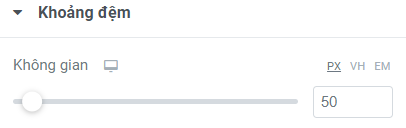 Khoảng đệm
Không gian PX VH EM
50